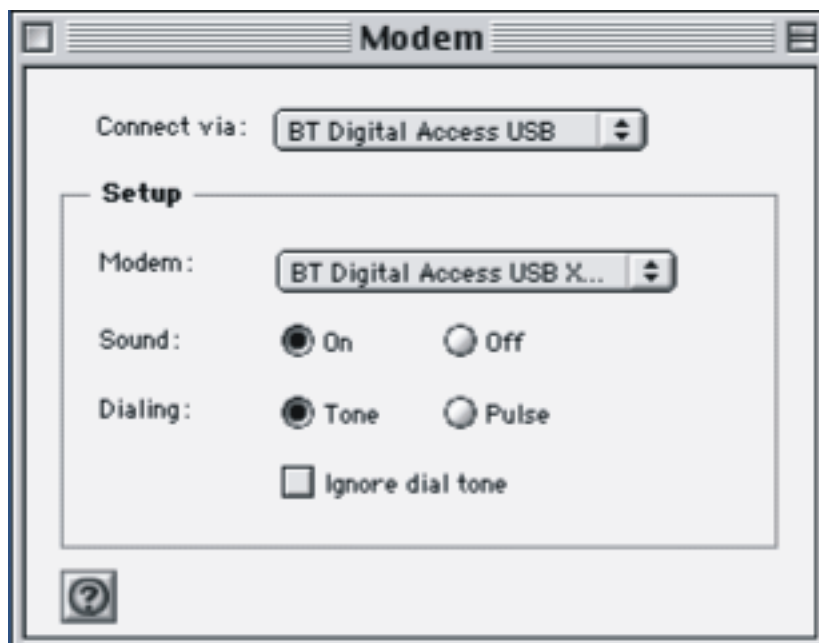 Modem
Connect via: BT Digital Access USB
Setup
Modem: BT Digital Access USB X...
Sound: On Off
Dialing: Tone Pulse
Ignore dial tone
?